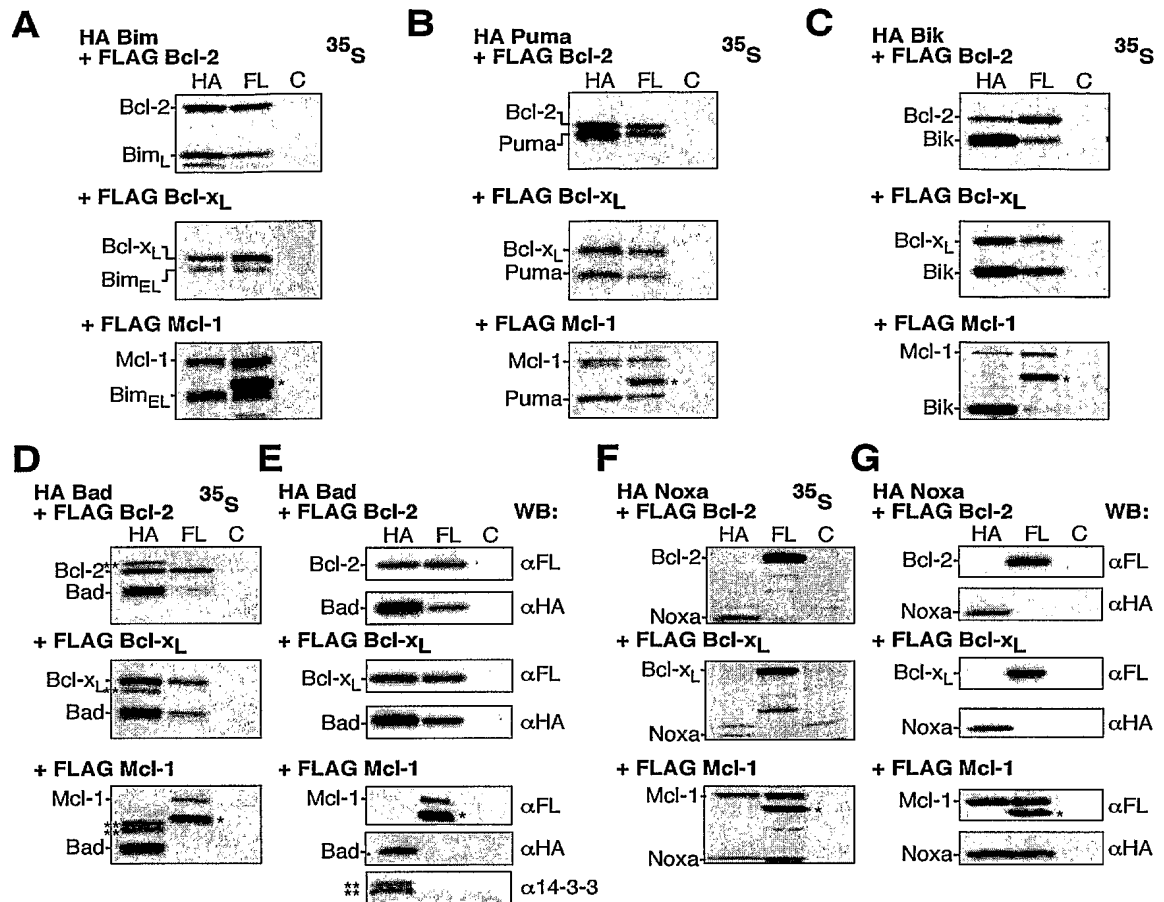 A
HA Bim
+ FLAG Bcl-2
35S
HA FL C
Bcl-2
BimL
+ FLAG Bcl-xL
Bcl-xL
BimEL
+ FLAG Mcl-1
Mcl-1
BimEL
*
B
HA Puma
+ FLAG Bcl-2
35S
HA FL C
Bcl-2
Puma
+ FLAG Bcl-xL
Bcl-xL
Puma
+ FLAG Mcl-1
Mcl-1
Puma
*
C
HA Bik
+ FLAG Bcl-2
35S
HA FL C
Bcl-2
Bik
+ FLAG Bcl-xL
Bcl-xL
Bik
+ FLAG Mcl-1
Mcl-1
Bik
*
D
HA Bad
+ FLAG Bcl-2
35S
HA FL C
Bcl-2
**
Bad
+ FLAG Bcl-xL
Bcl-xL
**
Bad
+ FLAG Mcl-1
Mcl-1
**
**
*
Bad
E
HA Bad
+ FLAG Bcl-2
WB:
HA FL C
Bcl-2 αFL
Bad αHA
+ FLAG Bcl-xL
Bcl-xL αFL
Bad αHA
+ FLAG Mcl-1
Mcl-1 * αFL
Bad αHA
**
** α14-3-3
F
HA Noxa
+ FLAG Bcl-2
35S
HA FL C
Bcl-2
Noxa
+ FLAG Bcl-xL
Bcl-xL
Noxa
+ FLAG Mcl-1
Mcl-1
*
Noxa
G
HA Noxa
+ FLAG Bcl-2
WB:
HA FL C
Bcl-2 αFL
Noxa αHA
+ FLAG Bcl-xL
Bcl-xL αFL
Noxa αHA
+ FLAG Mcl-1
Mcl-1 * αFL
Noxa αHA